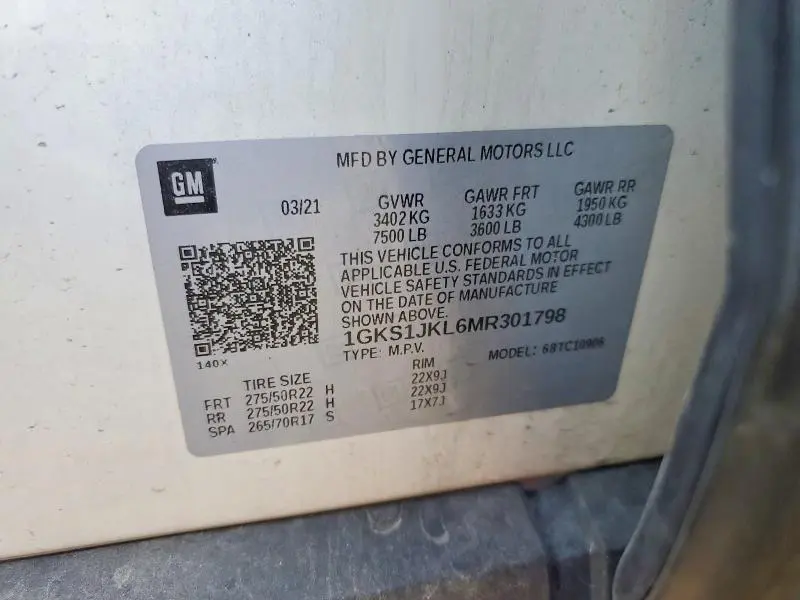 GM
MFD BY GENERAL MOTORS LLC
03/21
GVWR GAWR FRT GAWR RR
3402 KG 1633 KG 1950 KG
7500 LB 3600 LB 4300 LB
THIS VEHICLE CONFORMS TO ALL
APPLICABLE U.S. FEDERAL MOTOR
VEHICLE SAFETY STANDARDS IN EFFECT
ON THE DATE OF MANUFACTURE
SHOWN ABOVE.
1GKS1JKL6MR301798
TYPE: M.P.V. MODEL:
140X
TIRE SIZE RIM
FRT 275/50R22 H 22X9J
RR 275/50R22 H 22X9J
SPA 265/70R17 S 17X7J